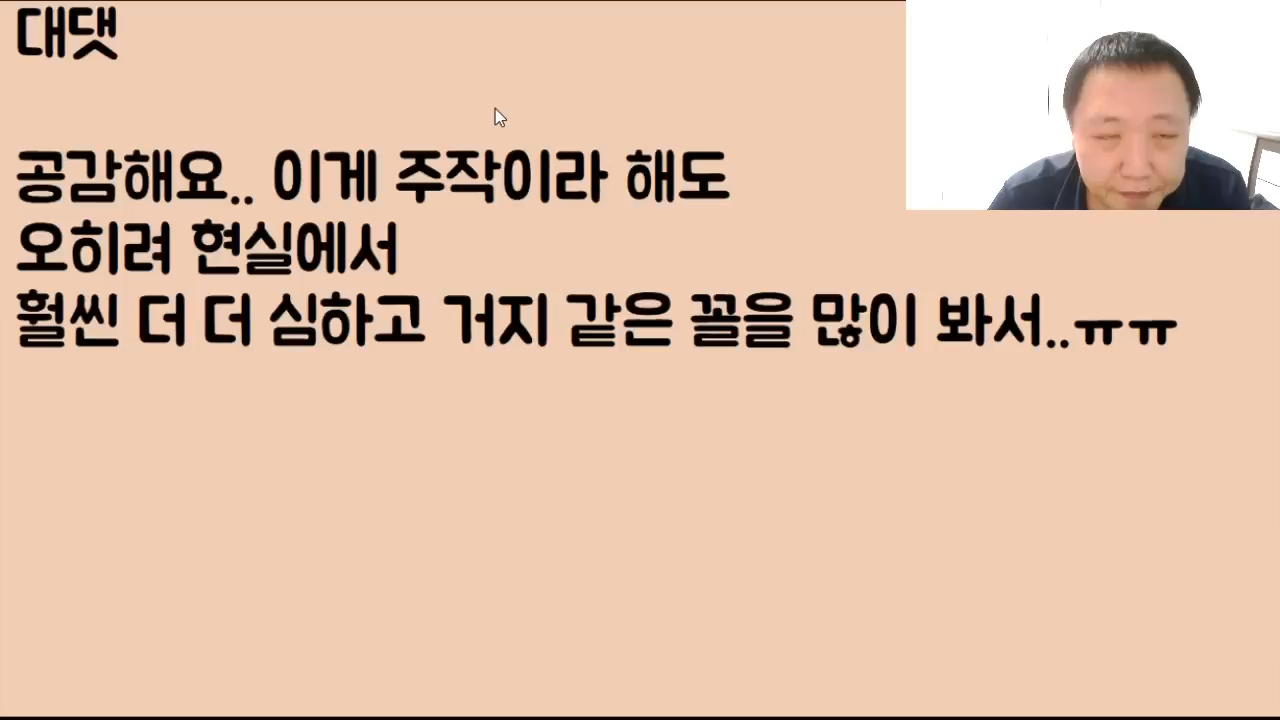 대댓
공감해요.. 이게 주작이라 해도
오히려 현실에서
훨씬 더 더 심하고 거지 같은 꼴을 많이 봐서..ㅠㅠ